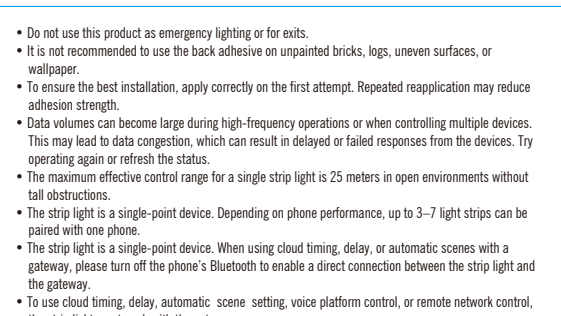 • Do not use this product as emergency lighting or for exits.
• It is not recommended to use the back adhesive on unpainted bricks, logs, uneven surfaces, or
wallpaper.
• To ensure the best installation, apply correctly on the first attempt. Repeated reapplication may reduce
adhesion strength.
• Data volumes can become large during high-frequency operations or when controlling multiple devices.
This may lead to data congestion, which can result in delayed or failed responses from the devices. Try
operating again or refresh the status.
• The maximum effective control range for a single strip light is 25 meters in open environments without
tall obstructions.
• The strip light is a single-point device. Depending on phone performance, up to 3–7 light strips can be
paired with one phone.
• The strip light is a single-point device. When using cloud timing, delay, or automatic scenes with a
gateway, please turn off the phone's Bluetooth to enable a direct connection between the strip light and
the gateway.
• To use cloud timing, delay, automatic scene setting, voice platform control, or remote network control,